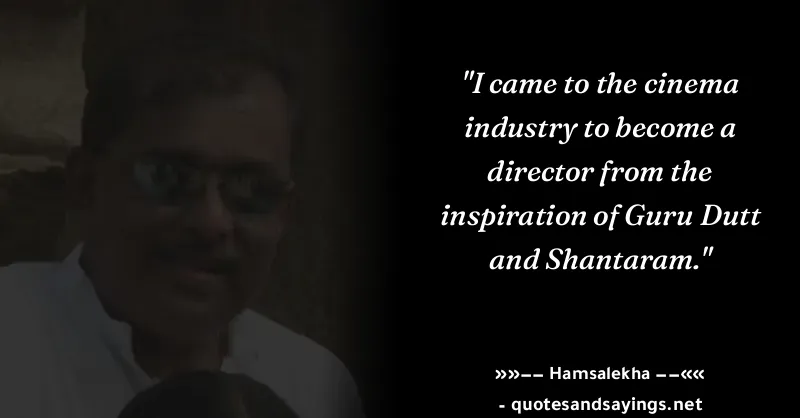 "I came to the cinema
industry to become a
director from the
inspiration of Guru Dutt
and Shantaram."
»»−− Hamsalekha −−««
- quotesandsayings.net